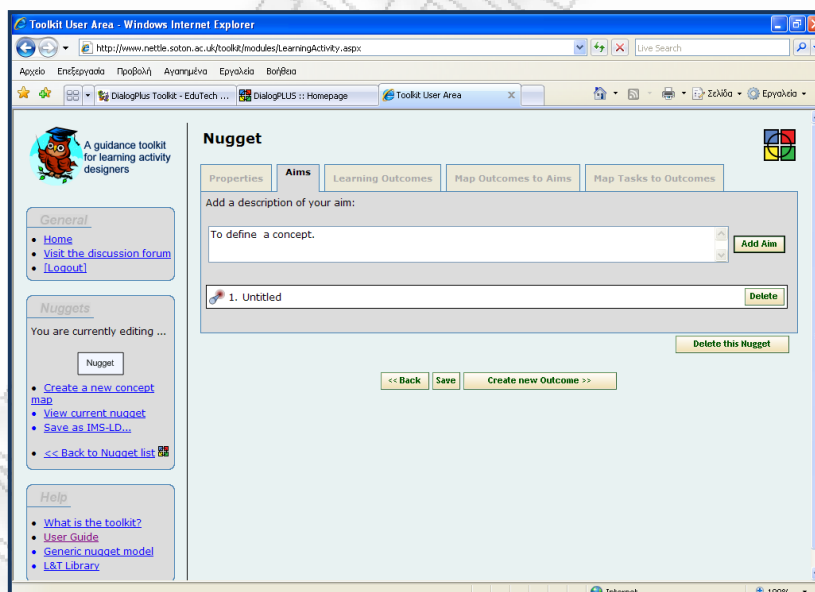 Toolkit User Area - Windows Internet Explorer
http://www.nettle.soton.ac.uk/toolkit/modules/LearningActivity.aspx
Live Search
Αρχείο Επεξεργασία Προβολή Αγαπημένα Εργαλεία Βοήθεια
DialogPlus Toolkit - EduTech ...
DialogPLUS :: Homepage
Toolkit User Area
Σελίδα
Εργαλεία
A guidance toolkit
for learning activity
designers
General
Home
Visit the discussion forum
[Logout]
Nuggets
You are currently editing ...
Nugget
Create a new concept
map
View current nugget
Save as IMS-LD...
<< Back to Nugget list
Help
What is the toolkit?
User Guide
Generic nugget model
L&T Library
Nugget
Properties
Aims
Learning Outcomes
Map Outcomes to Aims
Map Tasks to Outcomes
Add a description of your aim:
To define a concept.
Add Aim
1. Untitled
Delete
Delete this Nugget
<< Back
Save
Create new Outcome >>
Internet
100%